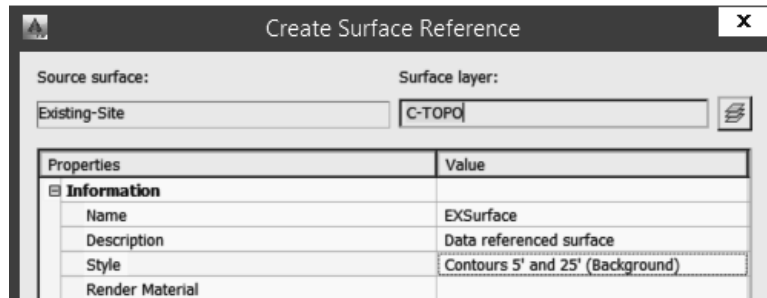 Create Surface Reference
X
Source surface: Surface layer:
Existing-Site C-TOPO
Properties Value
Information
Name EXSurface
Description Data referenced surface
Style Contours 5' and 25' (Background)
Render Material